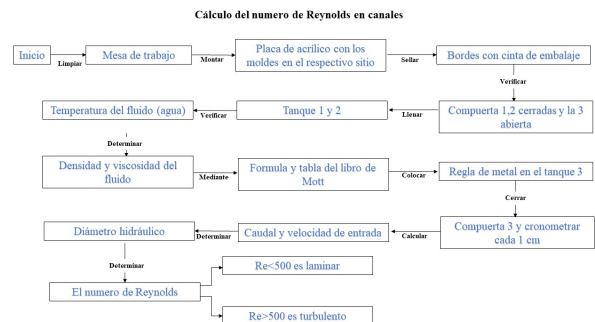 Cálculo del numero de Reynolds en canales
Inicio
Limpiar
Mesa de trabajo
Montar
Placa de acrílico con los
moldes en el respectivo sitio
Sellar
Bordes con cinta de embalaje
Verificar
Compuerta 1,2 cerradas y la 3
abierta
Llenar
Tanque 1 y 2
Verificar
Temperatura del fluido (agua)
Determinar
Densidad y viscosidad del
fluido
Mediante
Formula y tabla del libro de
Mott
Colocar
Regla de metal en el tanque 3
Cerrar
Compuerta 3 y cronometrar
cada 1 cm
Calcular
Caudal y velocidad de entrada
Determinar
Diámetro hidráulico
Determinar
El numero de Reynolds
Re<500 es laminar
Re>500 es turbulento